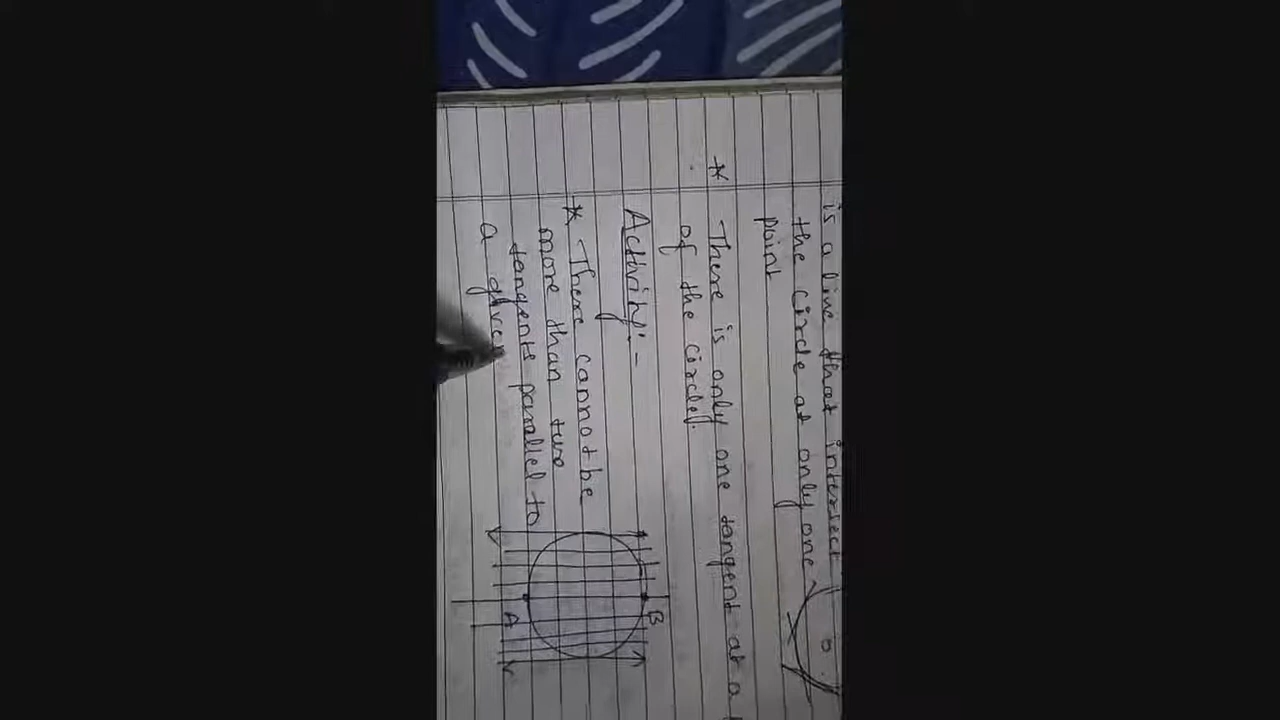 is a line that intersect
the circle at only one
point
O
* There is only one tangent at a
of the circle.
Activity:-
* There cannot be
more than two
tangents parallel to
a given
B
A